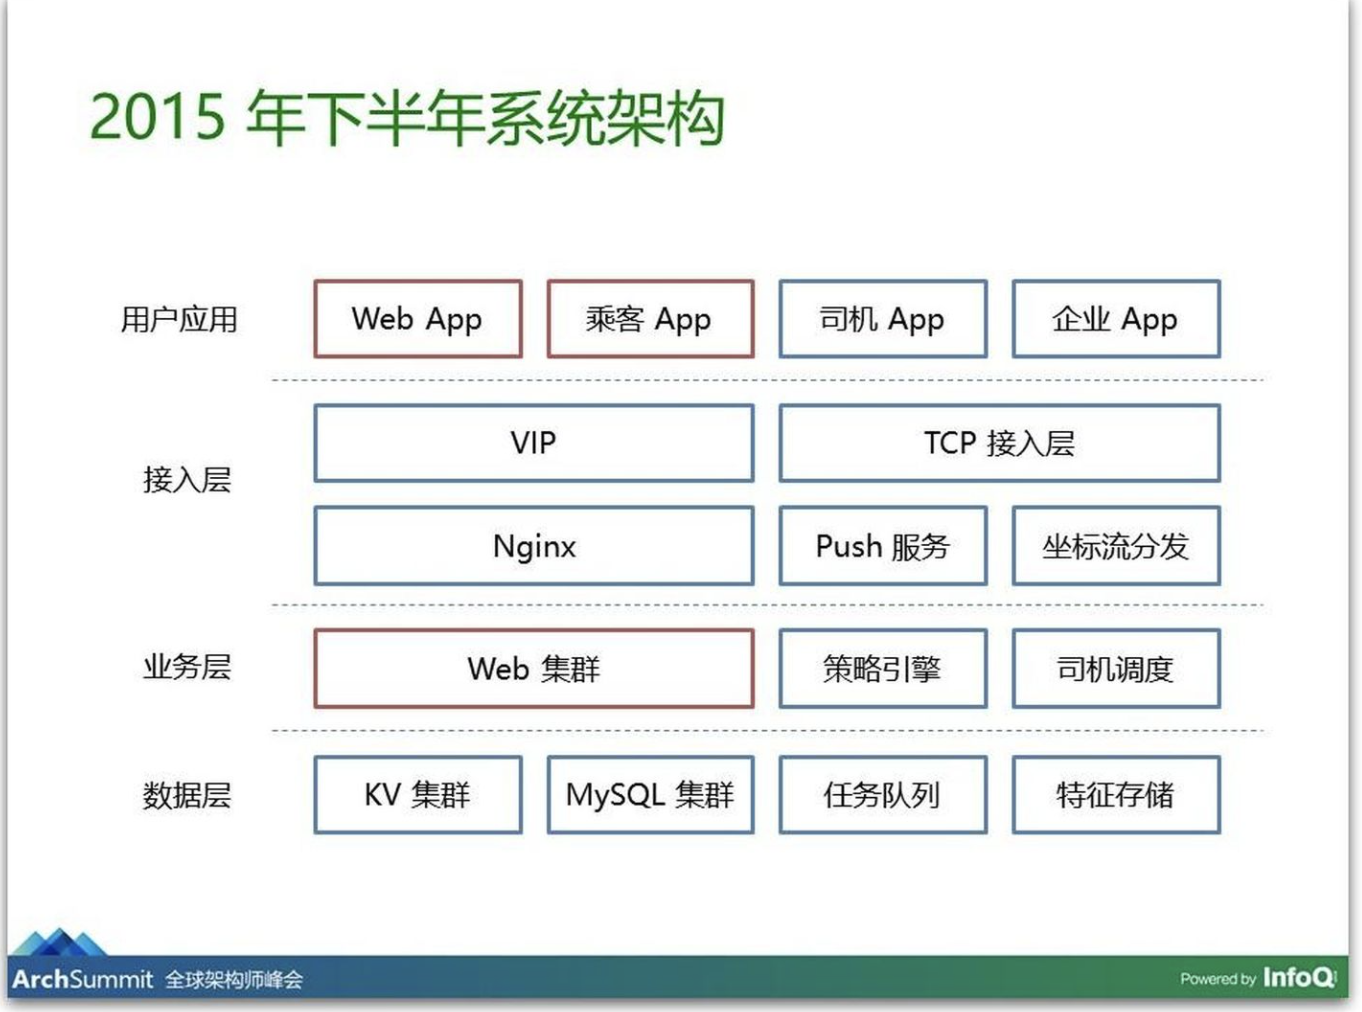 2015 年下半年系统架构
用户应用
Web App
乘客 App
司机 App
企业 App
接入层
VIP
TCP 接入层
Nginx
Push 服务
坐标流分发
业务层
Web 集群
策略引擎
司机调度
数据层
KV 集群
MySQL 集群
任务队列
特征存储
ArchSummit 全球架构师峰会
Powered by InfoQ